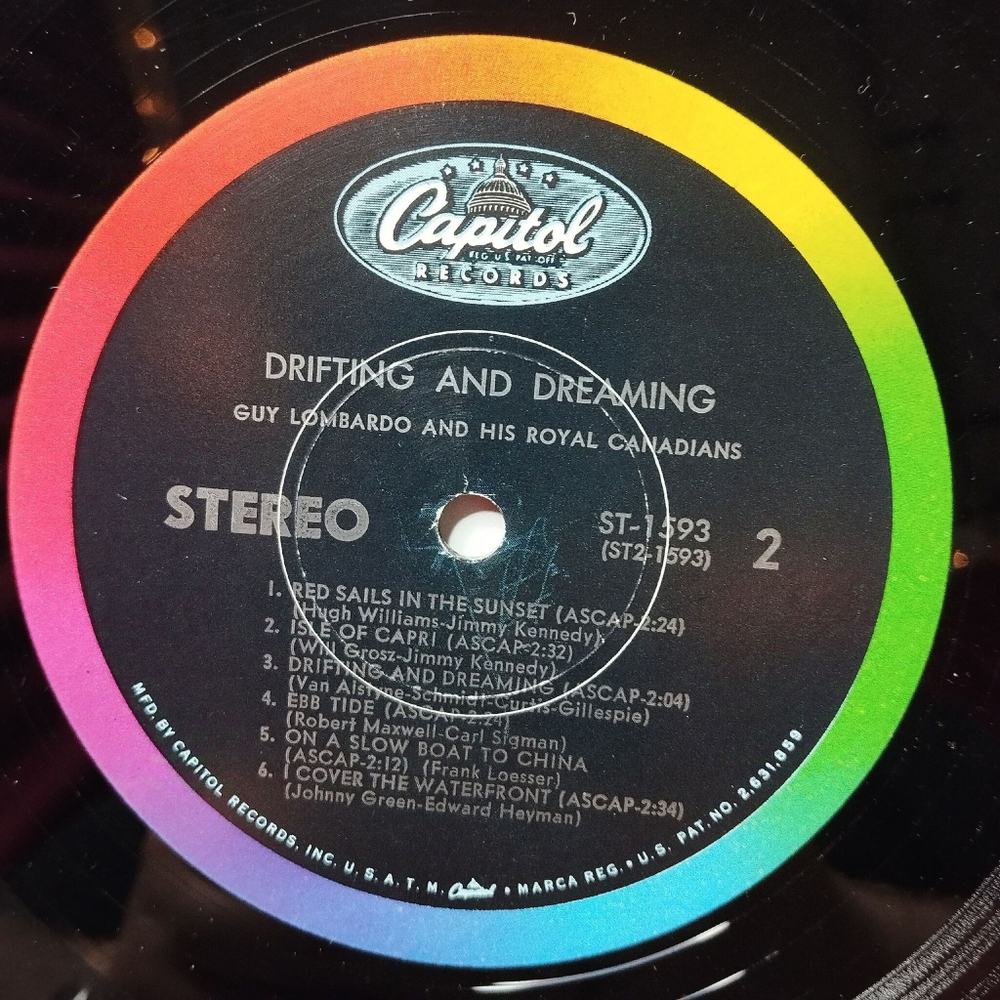 Capitol
REG. U.S. PAT. OFF.
RECORDS
DRIFTING AND DREAMING
GUY LOMBARDO AND HIS ROYAL CANADIANS
STEREO
ST-1593
(ST2-1593)
2
1. RED SAILS IN THE SUNSET (ASCAP-2:24)
(Hugh Williams-Jimmy Kennedy)
2. ISLE OF CAPRI (ASCAP-2:32)
(Will Grosz-Jimmy Kennedy)
3. DRIFTING AND DREAMING (ASCAP-2:04)
(Van Alstyne-Schmidt-Curtis-Gillespie)
4. EBB TIDE (ASCAP-2:24)
(Robert Maxwell-Carl Sigman)
5. ON A SLOW BOAT TO CHINA
(ASCAP-2:12) (Frank Loesser)
6. I COVER THE WATERFRONT (ASCAP-2:34)
(Johnny Green-Edward Heyman)
MFD. BY CAPITOL RECORDS, INC. U.S.A. T.M. Capitol • MARCA REG. • U.S. PAT. NO. 2,631,859